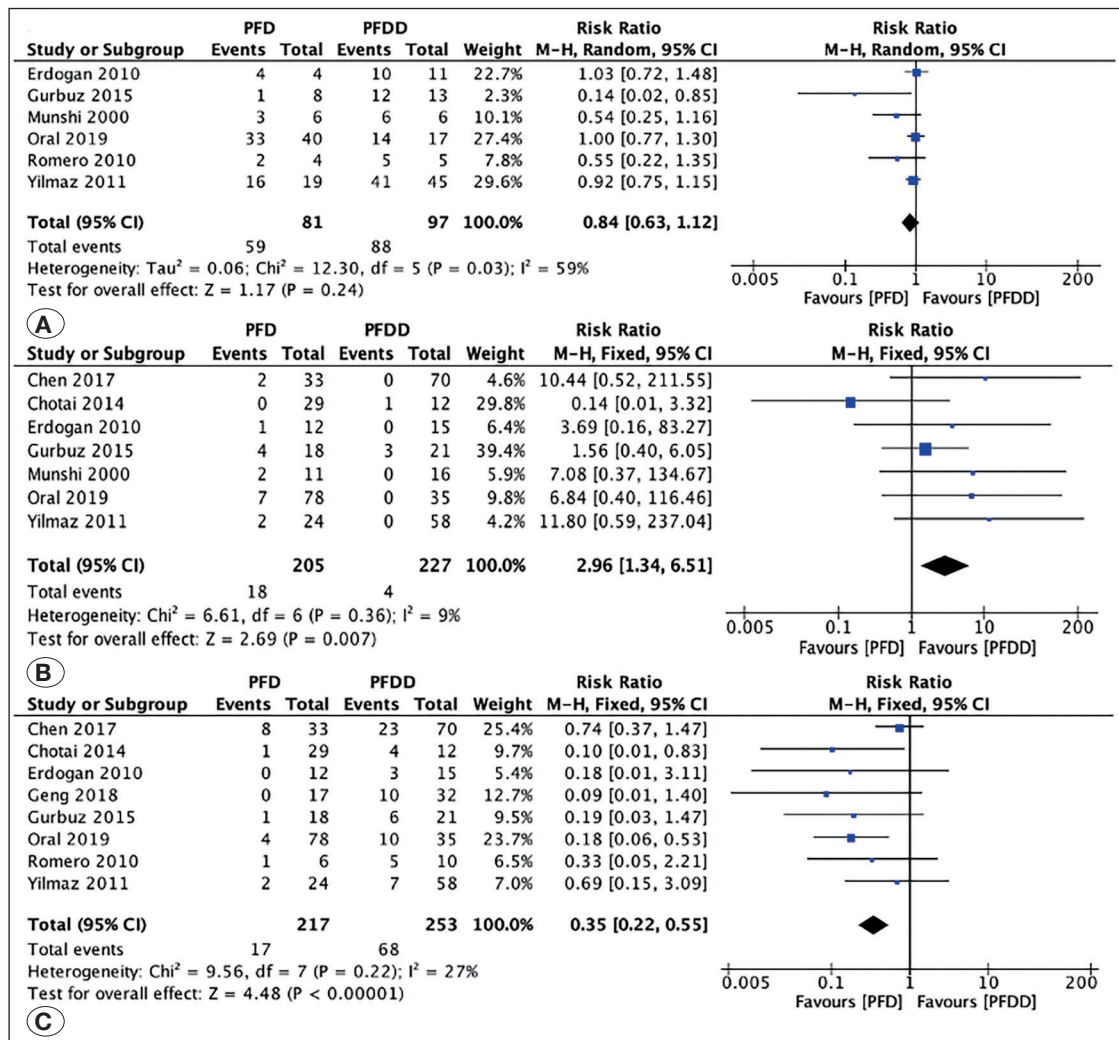 PFD PFDD Risk Ratio Risk Ratio
Study or Subgroup Events Total Events Total Weight M-H, Random, 95% CI M-H, Random, 95% CI
Erdogan 2010 4 4 10 11 22.7% 1.03 [0.72, 1.48]
Gurbuz 2015 1 8 12 13 2.3% 0.14 [0.02, 0.85]
Munshi 2000 3 6 6 6 10.1% 0.54 [0.25, 1.16]
Oral 2019 33 40 14 17 27.4% 1.00 [0.77, 1.30]
Romero 2010 2 4 5 5 7.8% 0.55 [0.22, 1.35]
Yilmaz 2011 16 19 41 45 29.6% 0.92 [0.75, 1.15]
Total (95% CI) 81 97 100.0% 0.84 [0.63, 1.12]
Total events 59 88
Heterogeneity: Tau² = 0.06; Chi² = 12.30, df = 5 (P = 0.03); I² = 59%
Test for overall effect: Z = 1.17 (P = 0.24)
0.005 0.1 1 10 200
Favours [PFD] Favours [PFDD]
A
PFD PFDD Risk Ratio Risk Ratio
Study or Subgroup Events Total Events Total Weight M-H, Fixed, 95% CI M-H, Fixed, 95% CI
Chen 2017 2 33 0 70 4.6% 10.44 [0.52, 211.55]
Chotai 2014 0 29 1 12 29.8% 0.14 [0.01, 3.32]
Erdogan 2010 1 12 0 15 6.4% 3.69 [0.16, 83.27]
Gurbuz 2015 4 18 3 21 39.4% 1.56 [0.40, 6.05]
Munshi 2000 2 11 0 16 5.9% 7.08 [0.37, 134.67]
Oral 2019 7 78 0 35 9.8% 6.84 [0.40, 116.46]
Yilmaz 2011 2 24 0 58 4.2% 11.80 [0.59, 237.04]
Total (95% CI) 205 227 100.0% 2.96 [1.34, 6.51]
Total events 18 4
Heterogeneity: Chi² = 6.61, df = 6 (P = 0.36); I² = 9%
Test for overall effect: Z = 2.69 (P = 0.007)
0.005 0.1 1 10 200
Favours [PFD] Favours [PFDD]
B
PFD PFDD Risk Ratio Risk Ratio
Study or Subgroup Events Total Events Total Weight M-H, Fixed, 95% CI M-H, Fixed, 95% CI
Chen 2017 8 33 23 70 25.4% 0.74 [0.37, 1.47]
Chotai 2014 1 29 4 12 9.7% 0.10 [0.01, 0.83]
Erdogan 2010 0 12 3 15 5.4% 0.18 [0.01, 3.11]
Geng 2018 0 17 10 32 12.7% 0.09 [0.01, 1.40]
Gurbuz 2015 1 18 6 21 9.5% 0.19 [0.03, 1.47]
Oral 2019 4 78 10 35 23.7% 0.18 [0.06, 0.53]
Romero 2010 1 6 5 10 6.5% 0.33 [0.05, 2.21]
Yilmaz 2011 2 24 7 58 7.0% 0.69 [0.15, 3.09]
Total (95% CI) 217 253 100.0% 0.35 [0.22, 0.55]
Total events 17 68
Heterogeneity: Chi² = 9.56, df = 7 (P = 0.22); I² = 27%
Test for overall effect: Z = 4.48 (P < 0.00001)
0.005 0.1 1 10 200
Favours [PFD] Favours [PFDD]
C